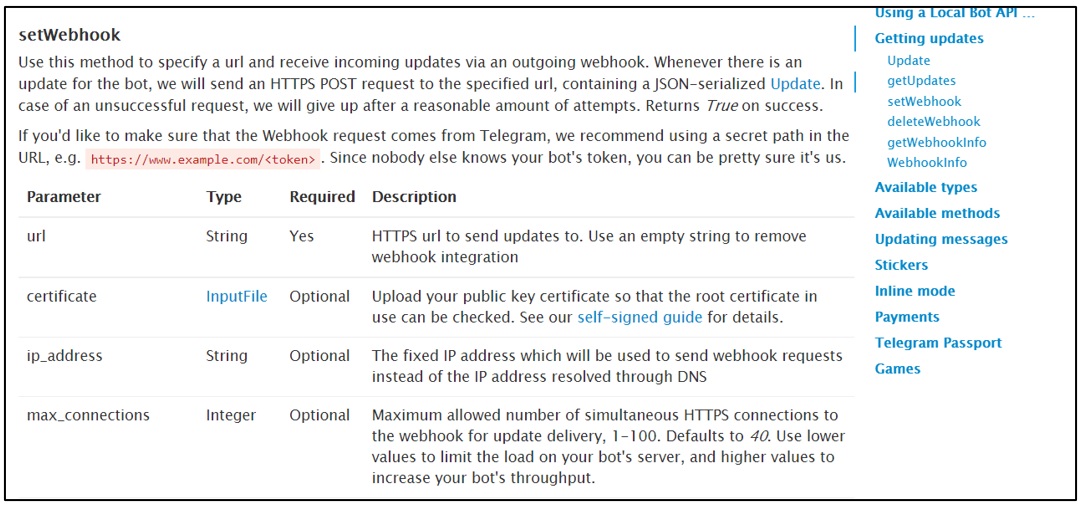 setWebhook
Use this method to specify a url and receive incoming updates via an outgoing webhook. Whenever there is an
update for the bot, we will send an HTTPS POST request to the specified url, containing a JSON-serialized Update. In
case of an unsuccessful request, we will give up after a reasonable amount of attempts. Returns True on success.
If you'd like to make sure that the Webhook request comes from Telegram, we recommend using a secret path in the
URL, e.g. https://www.example.com/<token> . Since nobody else knows your bot's token, you can be pretty sure it's us.
Parameter Type Required Description
url String Yes HTTPS url to send updates to. Use an empty string to remove
webhook integration
certificate InputFile Optional Upload your public key certificate so that the root certificate in
use can be checked. See our self-signed guide for details.
ip_address String Optional The fixed IP address which will be used to send webhook requests
instead of the IP address resolved through DNS
max_connections Integer Optional Maximum allowed number of simultaneous HTTPS connections to
the webhook for update delivery, 1-100. Defaults to 40. Use lower
values to limit the load on your bot's server, and higher values to
increase your bot's throughput.
Using a Local Bot API ...
Getting updates
Update
getUpdates
setWebhook
deleteWebhook
getWebhookInfo
WebhookInfo
Available types
Available methods
Updating messages
Stickers
Inline mode
Payments
Telegram Passport
Games